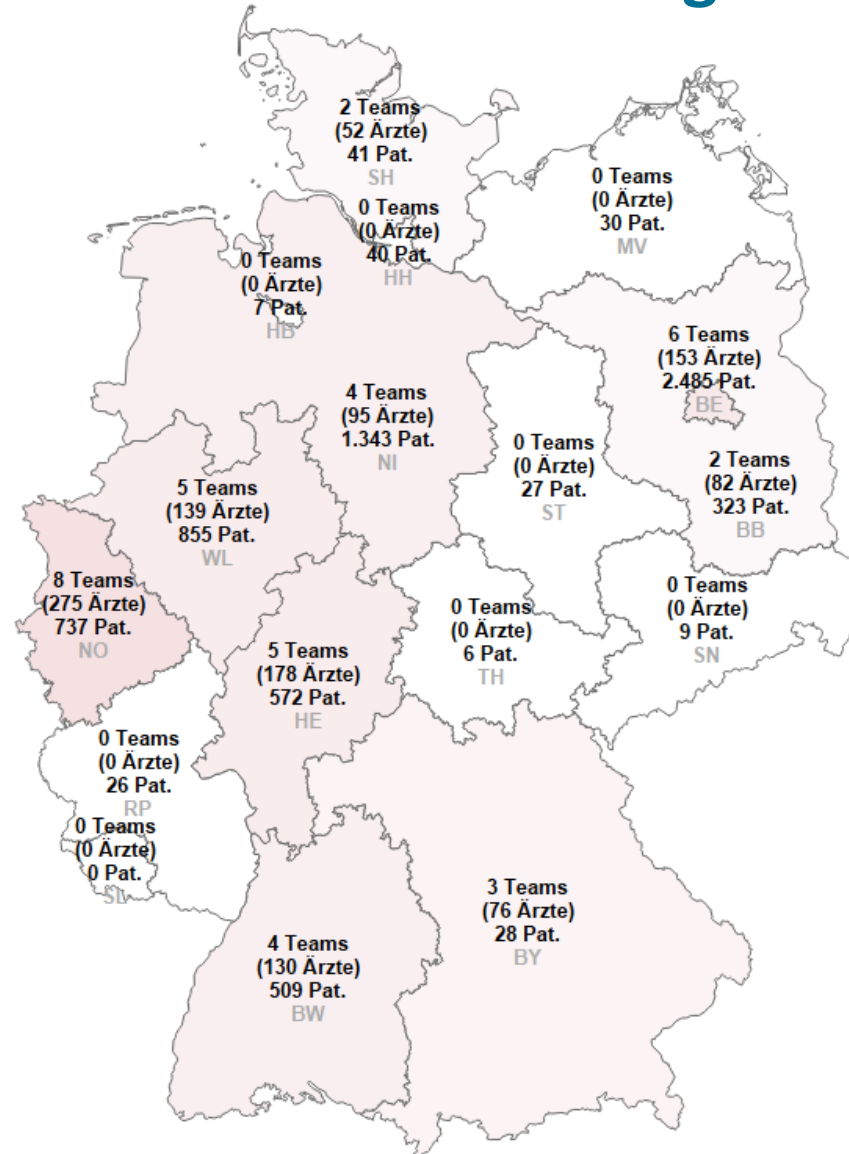 g
2 Teams
(52 Ärzte)
41 Pat.
SH
0 Teams
(0 Ärzte)
40 Pat.
HH
0 Teams
(0 Ärzte)
30 Pat.
MV
0 Teams
(0 Ärzte)
7 Pat.
HB
6 Teams
(153 Ärzte)
2.485 Pat.
BE
4 Teams
(95 Ärzte)
1.343 Pat.
NI
0 Teams
(0 Ärzte)
27 Pat.
ST
2 Teams
(82 Ärzte)
323 Pat.
BB
5 Teams
(139 Ärzte)
855 Pat.
WL
8 Teams
(275 Ärzte)
737 Pat.
NO
0 Teams
(0 Ärzte)
9 Pat.
SN
0 Teams
(0 Ärzte)
6 Pat.
TH
5 Teams
(178 Ärzte)
572 Pat.
HE
0 Teams
(0 Ärzte)
26 Pat.
RP
0 Teams
(0 Ärzte)
0 Pat.
SL
3 Teams
(76 Ärzte)
28 Pat.
BY
4 Teams
(130 Ärzte)
509 Pat.
BW